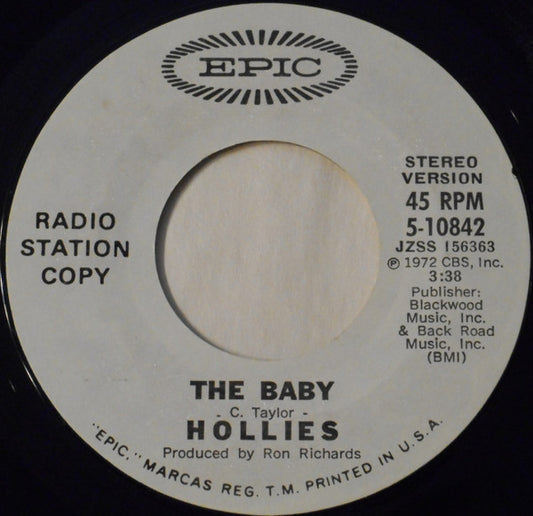 EPIC
RADIO
STATION
COPY
STEREO
VERSION
45 RPM
5-10842
JZSS 156363
℗ 1972 CBS, Inc.
3:38
Publisher:
Blackwood
Music, Inc.
& Back Road
Music, Inc.
(BMI)
THE BABY
- C. Taylor -
HOLLIES
Produced by Ron Richards
"EPIC," MARCAS REG. T.M. PRINTED IN U.S.A.